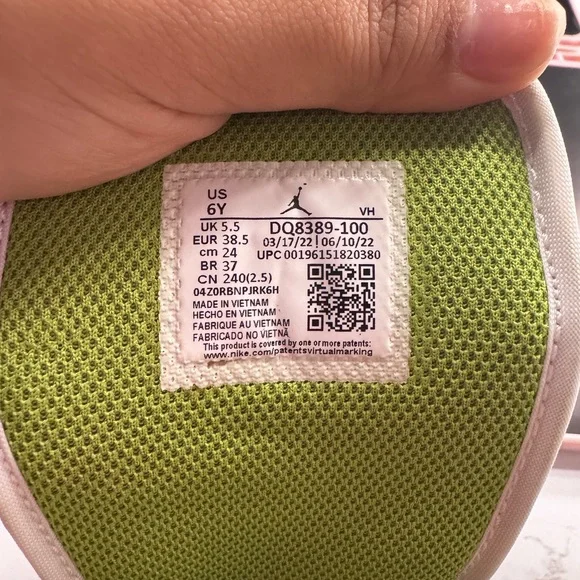 US
6Y VH
UK 5.5 DQ8389-100
EUR 38.5 03/17/22 | 06/10/22
cm 24 UPC 00196151820380
BR 37
CN 240(2.5)
04Z0RBNPJRK6H
MADE IN VIETNAM
HECHO EN VIETNAM
FABRIQUE AU VIETNAM
FABRICADO NO VIETNÃ
This product is covered by one or more patents:
www.nike.com/patentsvirtualmarking